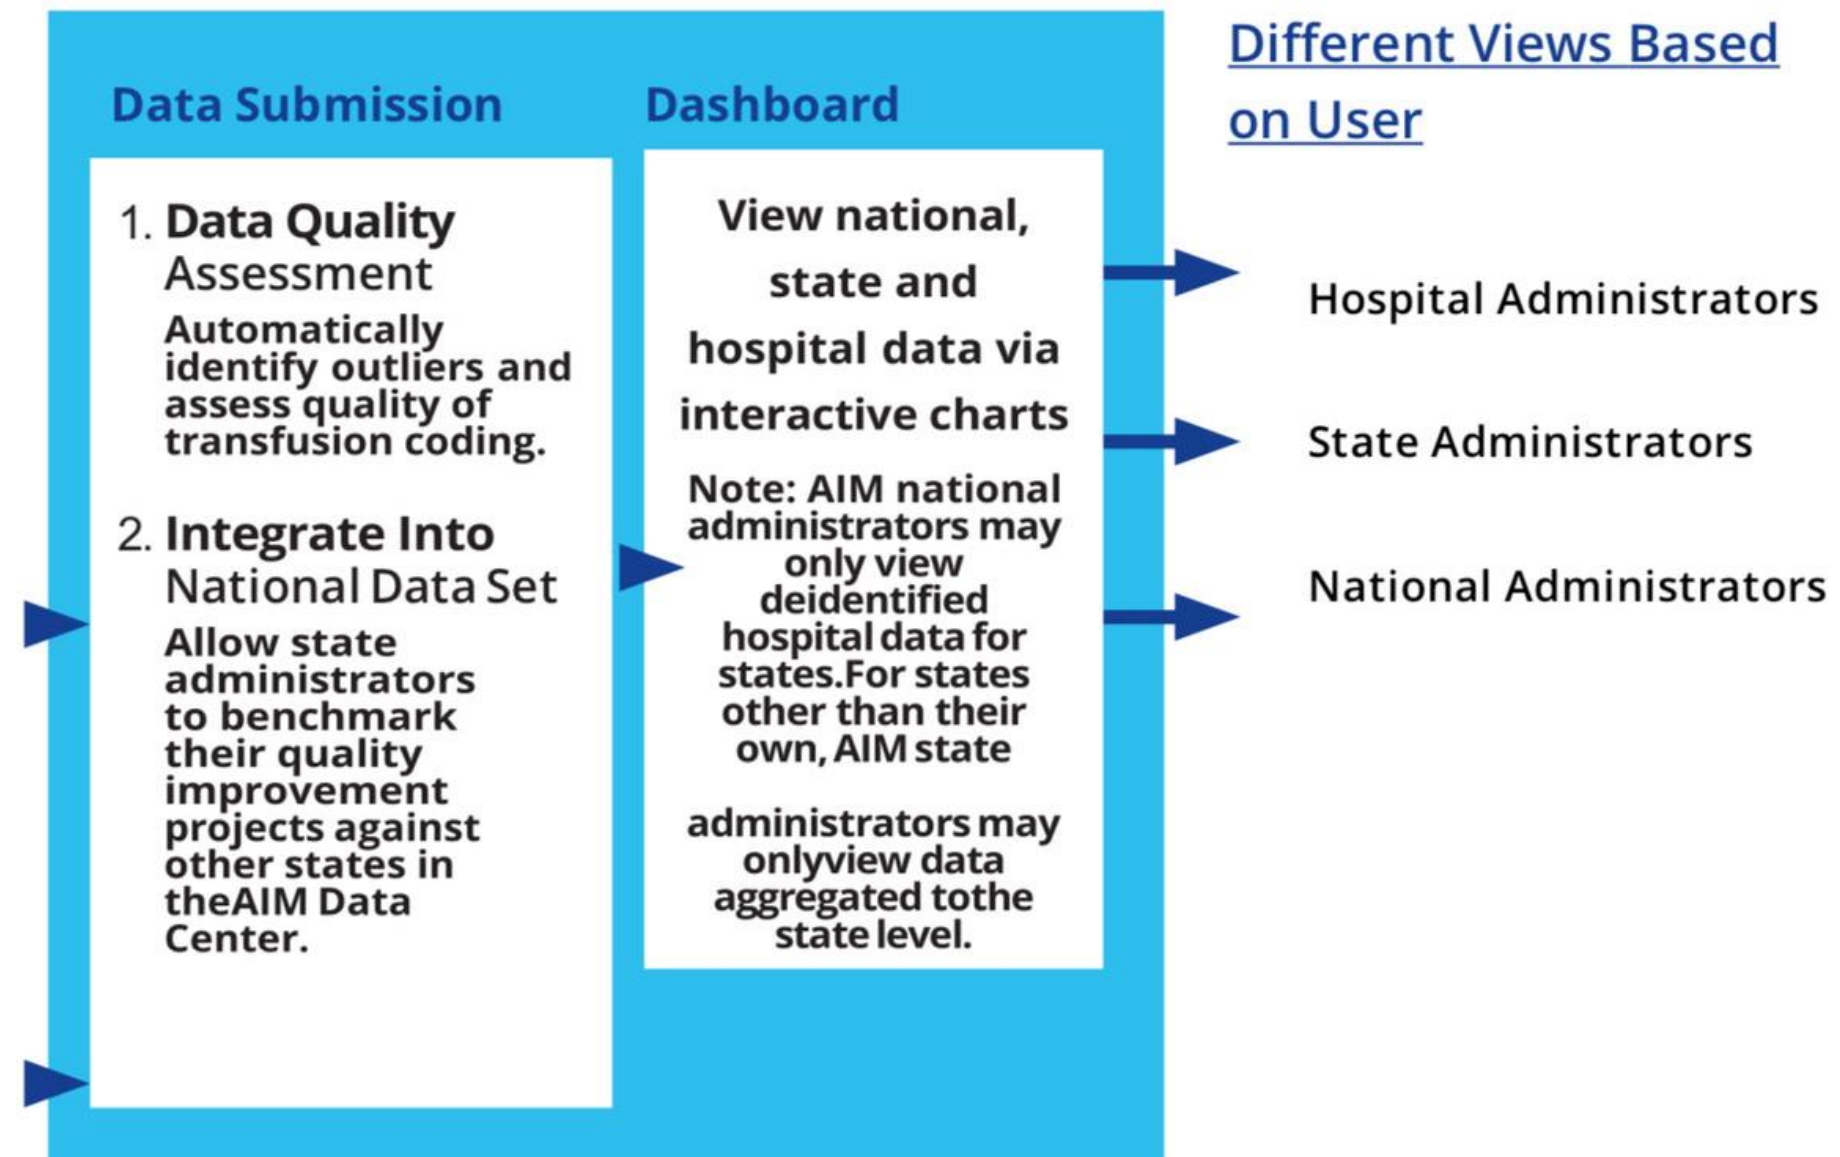 Data Submission
1. Data Quality
Assessment
Automatically
identify outliers and
assess quality of
transfusion coding.
2. Integrate Into
National Data Set
Allow state
administrators
to benchmark
their quality
improvement
projects against
other states in
theAIM Data
Center.
Dashboard
View national,
state and
hospital data via
interactive charts
Note: AIM national
administrators may
only view
deidentified
hospital data for
states.For states
other than their
own, AIM state
administrators may
onlyview data
aggregated tothe
state level.
Different Views Based
on User
Hospital Administrators
State Administrators
National Administrators